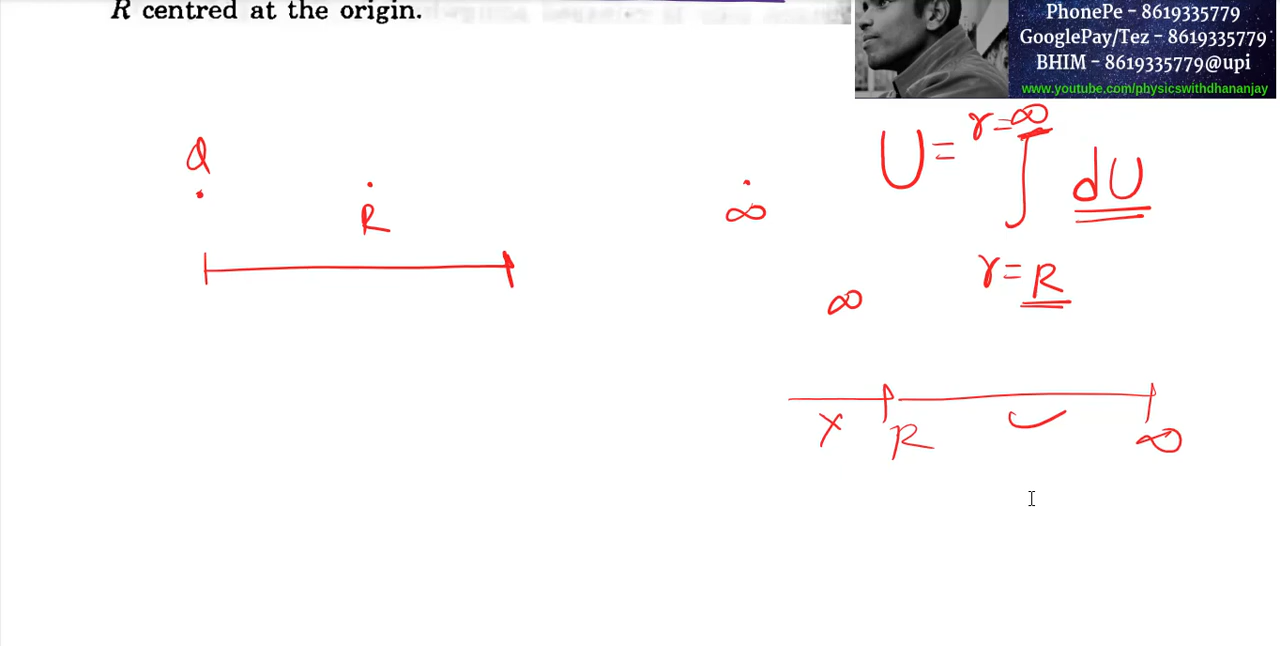 R centred at the origin.
PhonePe - 8619335779
GooglePay/Tez - 8619335779
BHIM - 8619335779@upi
www.youtube.com/physicswithdhananjay
Q
R
∞
U = ∫ dU
r=∞
r=R
∞
X R ∞